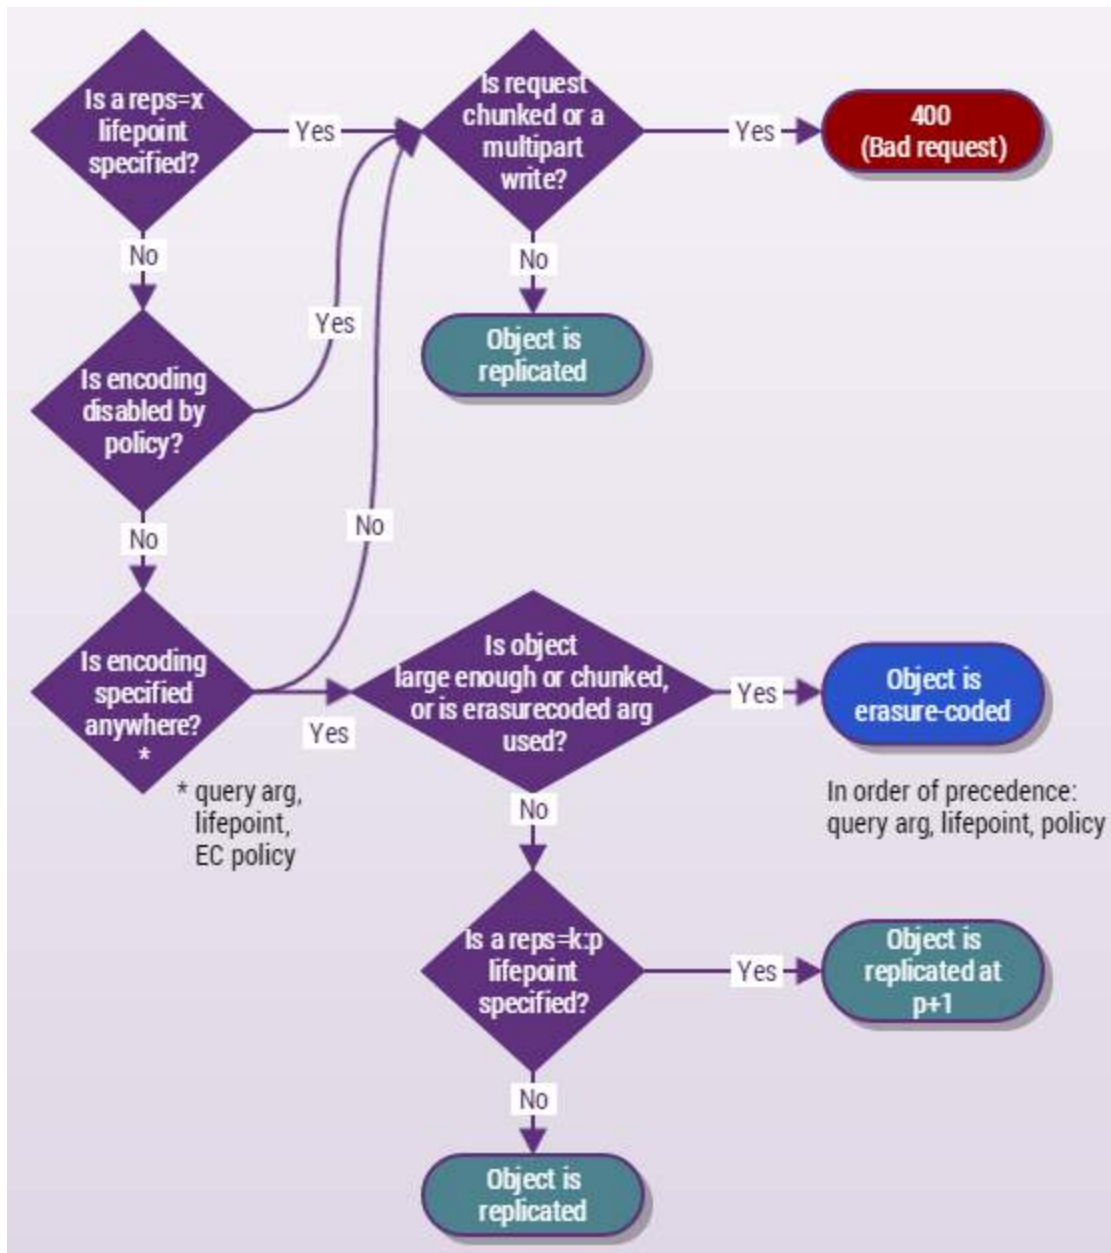 Is a reps=x
lifepoint
specified?
Yes
Is request
chunked or a
multipart
write?
Yes
400
(Bad request)
No
No
Object is
replicated
Yes
Is encoding
disabled by
policy?
No
No
Is encoding
specified
anywhere?
*
Yes
* query arg,
lifepoint,
EC policy
Is object
large enough or chunked,
or is erasurecoded arg
used?
Yes
Object is
erasure-coded
In order of precedence:
query arg, lifepoint, policy
No
Is a reps=k:p
lifepoint
specified?
Yes
Object is
replicated at
p+1
No
Object is
replicated